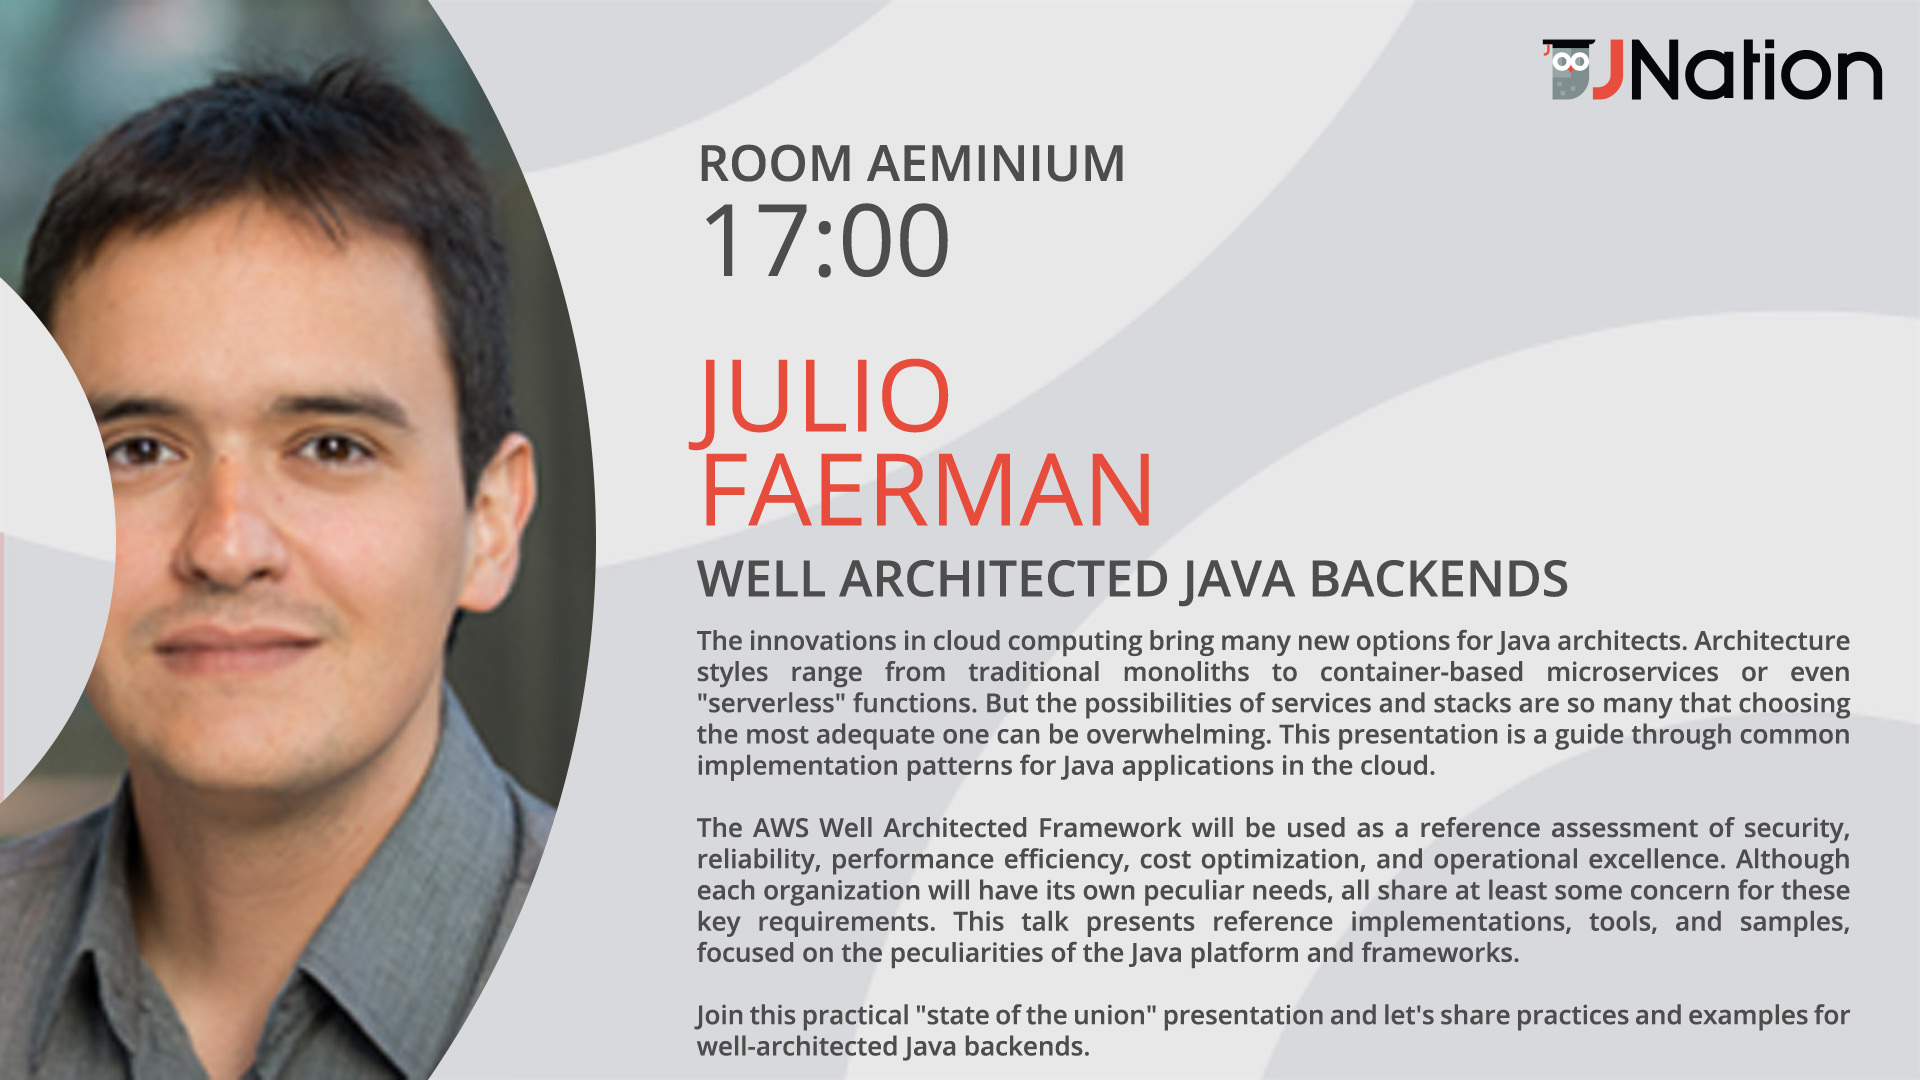 JNation
ROOM AEMINIUM
17:00
JULIO
FAERMAN
WELL ARCHITECTED JAVA BACKENDS
The innovations in cloud computing bring many new options for Java architects. Architecture
styles range from traditional monoliths to container-based microservices or even
"serverless" functions. But the possibilities of services and stacks are so many that choosing
the most adequate one can be overwhelming. This presentation is a guide through common
implementation patterns for Java applications in the cloud.
The AWS Well Architected Framework will be used as a reference assessment of security,
reliability, performance efficiency, cost optimization, and operational excellence. Although
each organization will have its own peculiar needs, all share at least some concern for these
key requirements. This talk presents reference implementations, tools, and samples,
focused on the peculiarities of the Java platform and frameworks.
Join this practical "state of the union" presentation and let's share practices and examples for
well-architected Java backends.